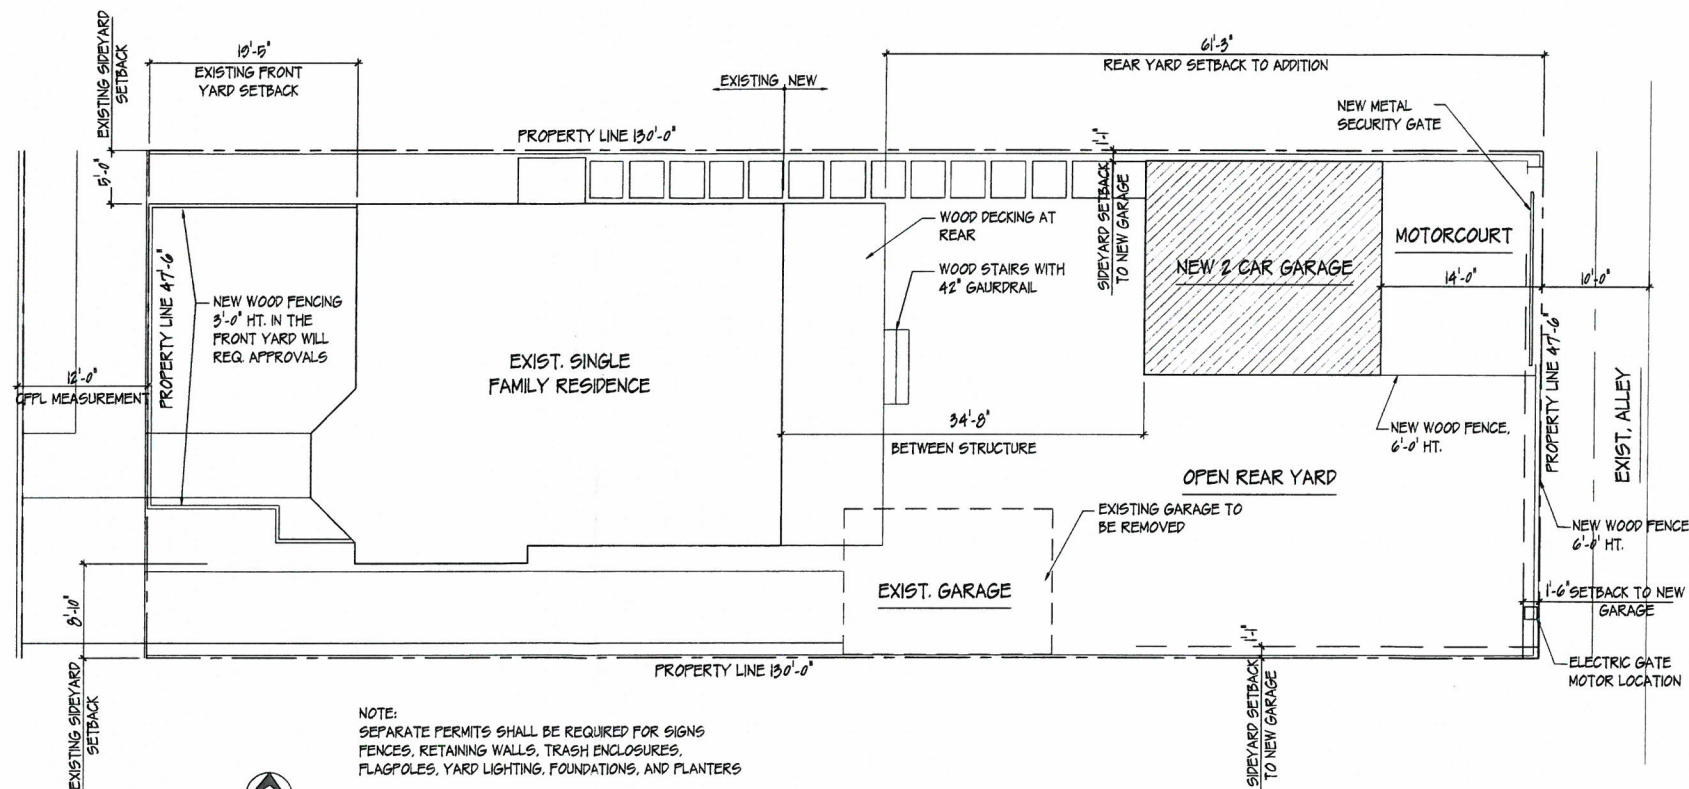 EXISTING SIDEYARD
SETBACK
19'-5"
EXISTING FRONT
YARD SETBACK
EXISTING NEW
61'-3"
REAR YARD SETBACK TO ADDITION
NEW METAL
SECURITY GATE
PROPERTY LINE 130'-0"
1'-1"
SIDEYARD SETBACK
TO NEW GARAGE
5'-0"
PROPERTY LINE 47'-6"
NEW WOOD FENCING
3'-0" HT. IN THE
FRONT YARD WILL
REQ. APPROVALS
WOOD DECKING AT
REAR
WOOD STAIRS WITH
42" GAURDRAIL
NEW 2 CAR GARAGE
MOTORCOURT
14'-0"
10'-0"
EXIST. SINGLE
FAMILY RESIDENCE
12'-0"
CFPL MEASUREMENT
34'-8"
BETWEEN STRUCTURE
NEW WOOD FENCE,
6'-0' HT.
PROPERTY LINE 47'-6"
EXIST. ALLEY
OPEN REAR YARD
EXISTING GARAGE TO
BE REMOVED
NEW WOOD FENCE
6'-0' HT.
EXIST. GARAGE
1'-6" SETBACK TO NEW
GARAGE
8'-10"
EXISTING SIDEYARD
SETBACK
PROPERTY LINE 130'-0"
1'-1"
SIDEYARD SETBACK
TO NEW GARAGE
ELECTRIC GATE
MOTOR LOCATION
NOTE:
SEPARATE PERMITS SHALL BE REQUIRED FOR SIGNS
FENCES, RETAINING WALLS, TRASH ENCLOSURES,
FLAGPOLES, YARD LIGHTING, FOUNDATIONS, AND PLANTERS